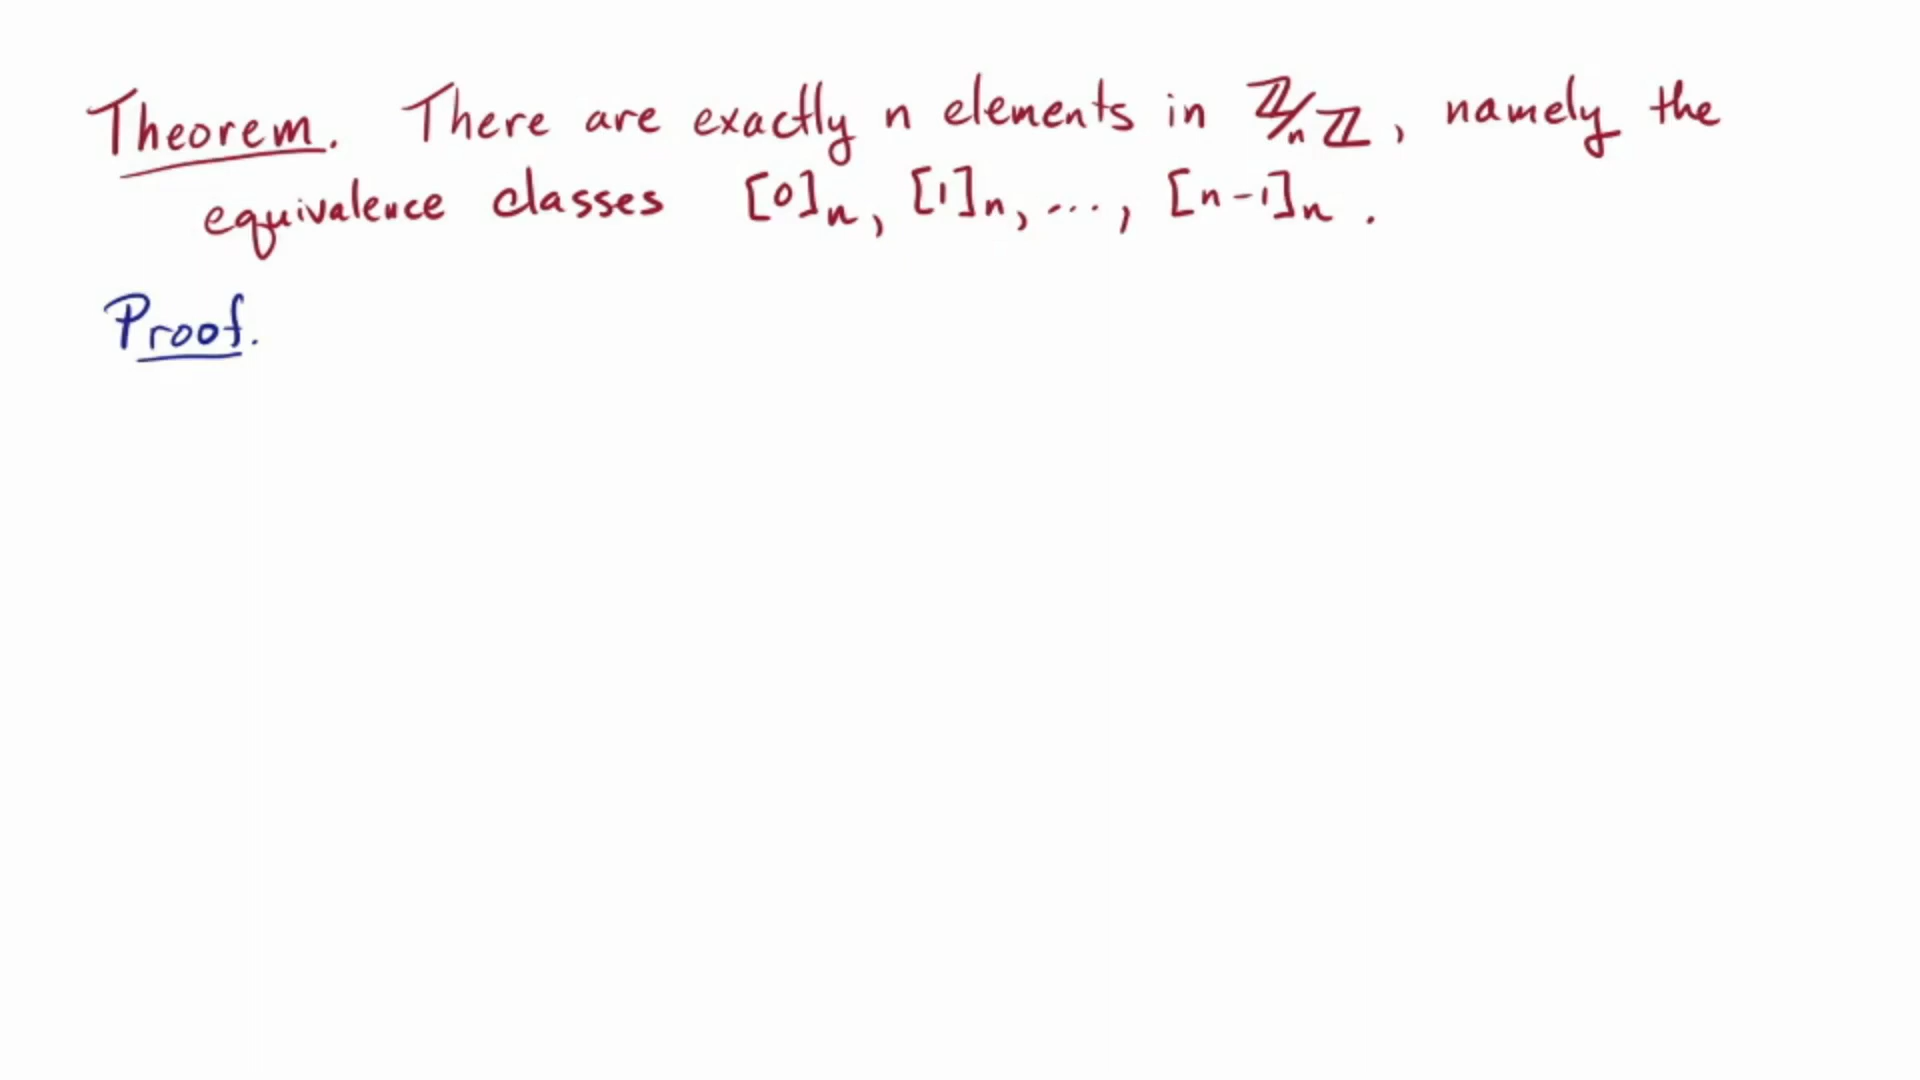 Theorem. There are exactly n elements in ℤ/nℤ, namely the
equivalence classes [0]ₙ, [1]ₙ, ..., [n-1]ₙ.
Proof.